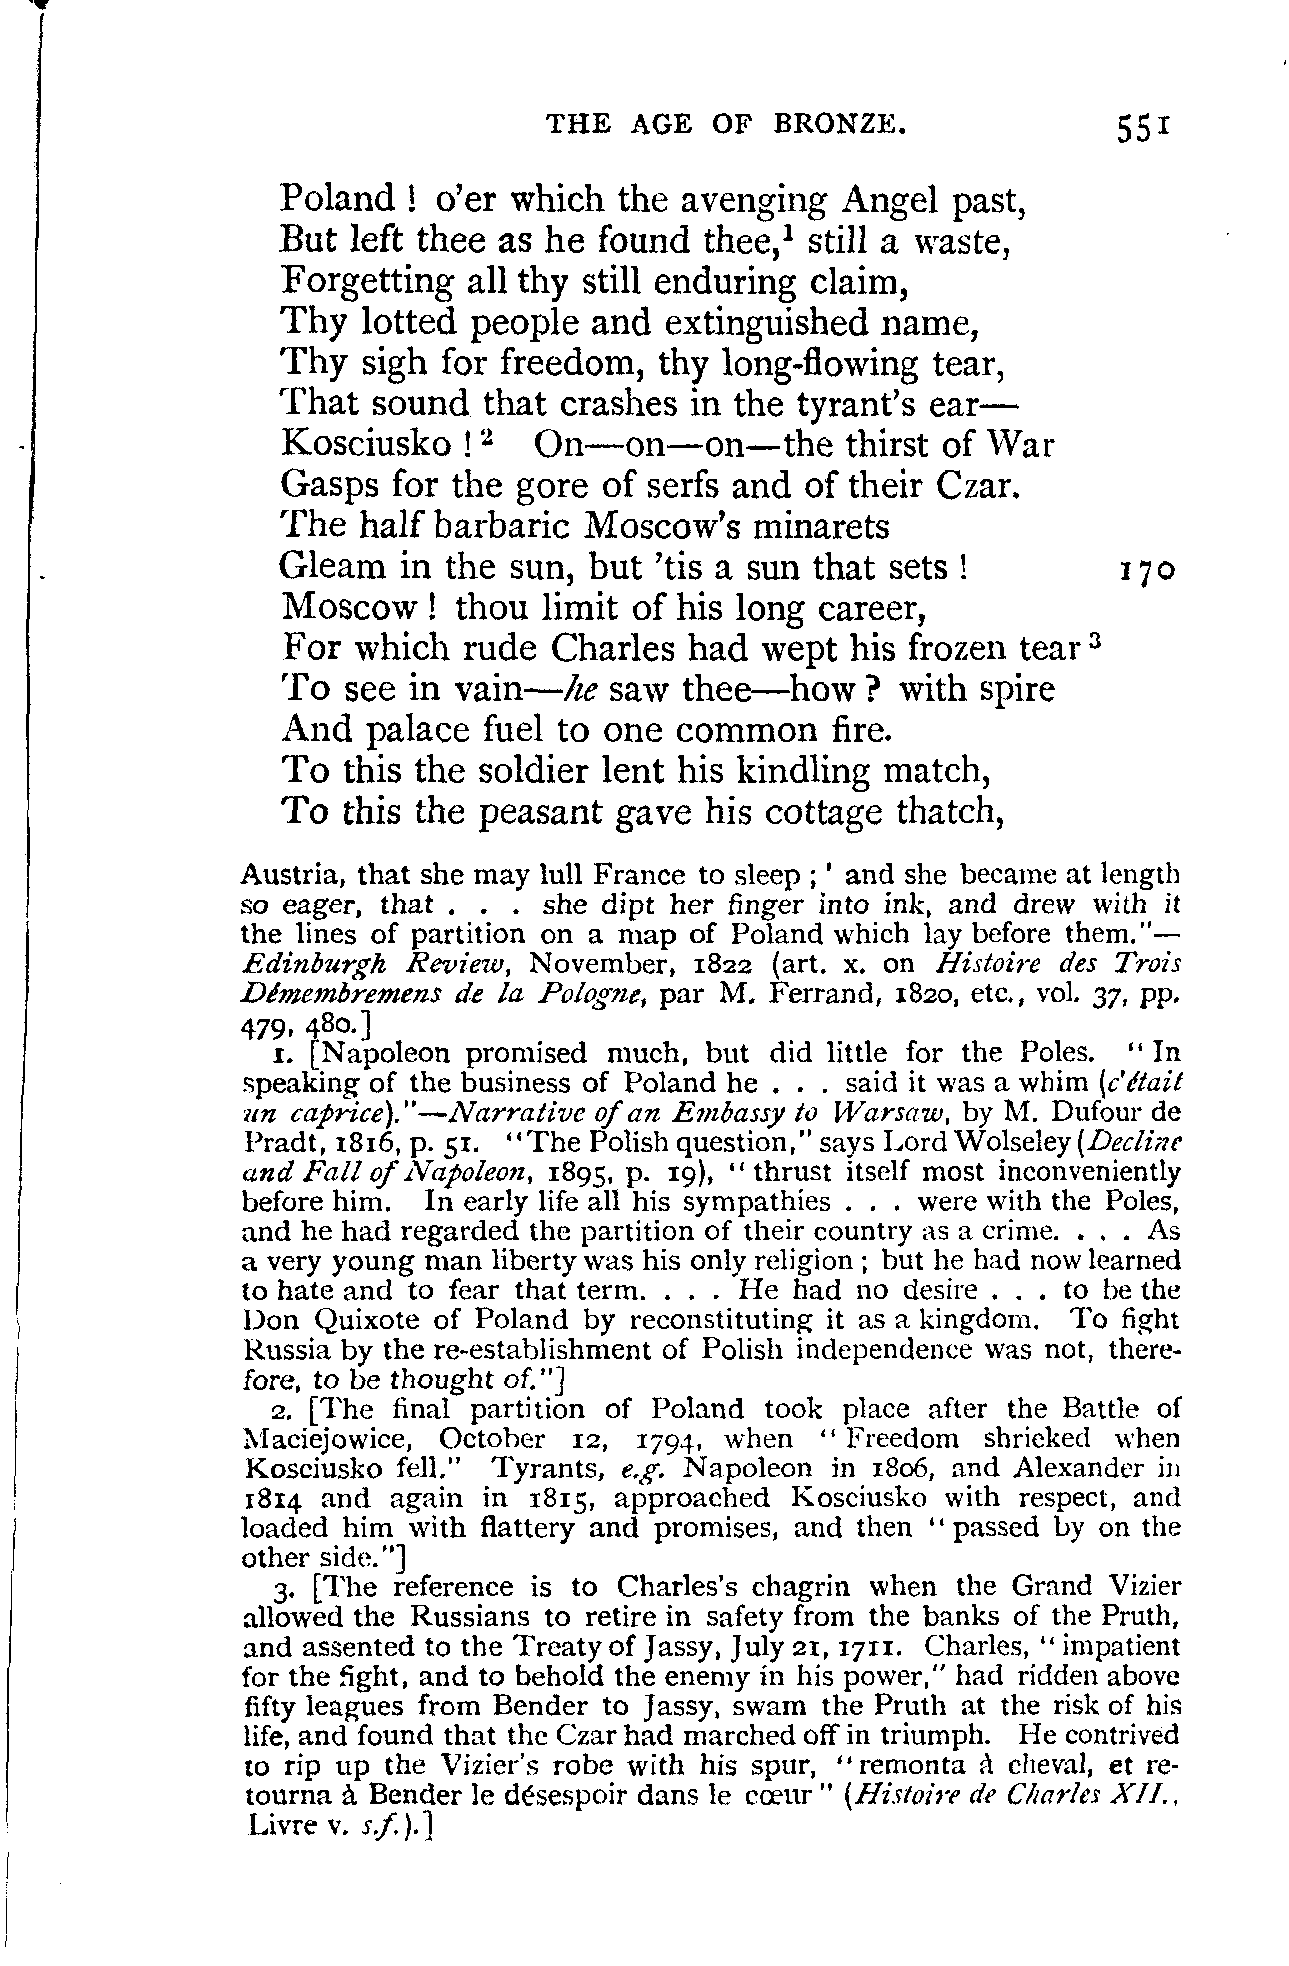 THE AGE OF BRONZE. 551
Poland ! o'er which the avenging Angel past,
But left thee as he found thee,¹ still a waste,
Forgetting all thy still enduring claim,
Thy lotted people and extinguished name,
Thy sigh for freedom, thy long-flowing tear,
That sound that crashes in the tyrant's ear—
Kosciusko !² On—on—on—the thirst of War
Gasps for the gore of serfs and of their Czar.
The half barbaric Moscow's minarets
Gleam in the sun, but 'tis a sun that sets ! 170
Moscow ! thou limit of his long career,
For which rude Charles had wept his frozen tear³
To see in vain—he saw thee—how ? with spire
And palace fuel to one common fire.
To this the soldier lent his kindling match,
To this the peasant gave his cottage thatch,
Austria, that she may lull France to sleep ;' and she became at length
so eager, that . . . she dipt her finger into ink, and drew with it
the lines of partition on a map of Poland which lay before them."—
Edinburgh Review, November, 1822 (art. x. on Histoire des Trois
Démembremens de la Pologne, par M. Ferrand, 1820, etc., vol. 37, pp.
479, 480.]
1. [Napoleon promised much, but did little for the Poles. "In
speaking of the business of Poland he . . . said it was a whim (c'était
un caprice)."—Narrative of an Embassy to Warsaw, by M. Dufour de
Pradt, 1816, p. 51. "The Polish question," says Lord Wolseley (Decline
and Fall of Napoleon, 1895, p. 19), "thrust itself most inconveniently
before him. In early life all his sympathies . . . were with the Poles,
and he had regarded the partition of their country as a crime. . . . As
a very young man liberty was his only religion ; but he had now learned
to hate and to fear that term. . . . He had no desire . . . to be the
Don Quixote of Poland by reconstituting it as a kingdom. To fight
Russia by the re-establishment of Polish independence was not, there-
fore, to be thought of."]
2. [The final partition of Poland took place after the Battle of
Maciejowice, October 12, 1794, when "Freedom shrieked when
Kosciusko fell." Tyrants, e.g. Napoleon in 1806, and Alexander in
1814 and again in 1815, approached Kosciusko with respect, and
loaded him with flattery and promises, and then "passed by on the
other side."]
3. [The reference is to Charles's chagrin when the Grand Vizier
allowed the Russians to retire in safety from the banks of the Pruth,
and assented to the Treaty of Jassy, July 21, 1711. Charles, "impatient
for the fight, and to behold the enemy in his power," had ridden above
fifty leagues from Bender to Jassy, swam the Pruth at the risk of his
life, and found that the Czar had marched off in triumph. He contrived
to rip up the Vizier's robe with his spur, "remonta à cheval, et re-
tourna à Bender le désespoir dans le cœur" (Histoire de Charles XII.,
Livre v. s.f.).]